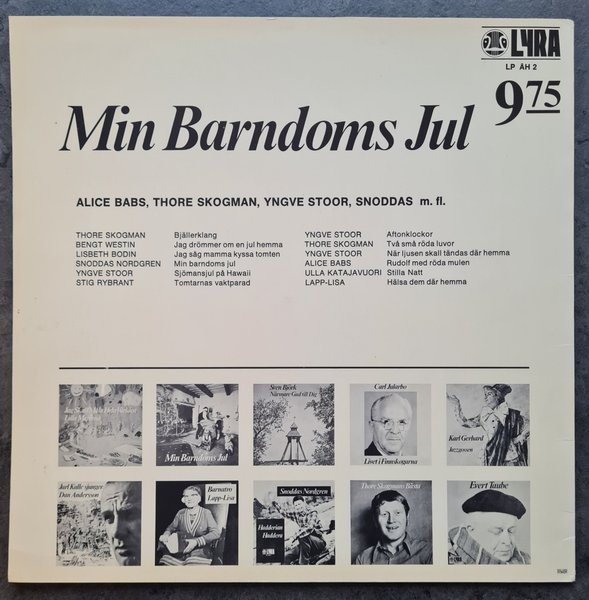 LYRA
LP ÄH 2
9 75
Min Barndoms Jul
ALICE BABS, THORE SKOGMAN, YNGVE STOOR, SNODDAS m. fl.
THORE SKOGMAN Bjällerklang
BENGT WESTIN Jag drömmer om en jul hemma
LISBETH BODIN Jag såg mamma kyssa tomten
SNODDAS NORDGREN Min barndoms jul
YNGVE STOOR Sjömansjul på Hawaii
STIG RYBRANT Tomtarnas vaktparad
YNGVE STOOR Aftonklockor
THORE SKOGMAN Två små röda luvor
YNGVE STOOR När ljusen skall tändas där hemma
ALICE BABS Rudolf med röda mulen
ULLA KATAJAVUORI Stilla Natt
LAPP-LISA Hälsa dem där hemma
Min Barndoms Jul
Sven Björk
Närmare Gud till Dig
Carl Jularbo
Livet i Finnskogarna
Karl Gerhard
Jazzgossen
Jarl Kulle sjunger
Dan Andersson
Barnatro
Lapp-Lisa
Snoddas Nordgren
Hadderian
Haddera
Thore Skogmans Bästa
Evert Taube